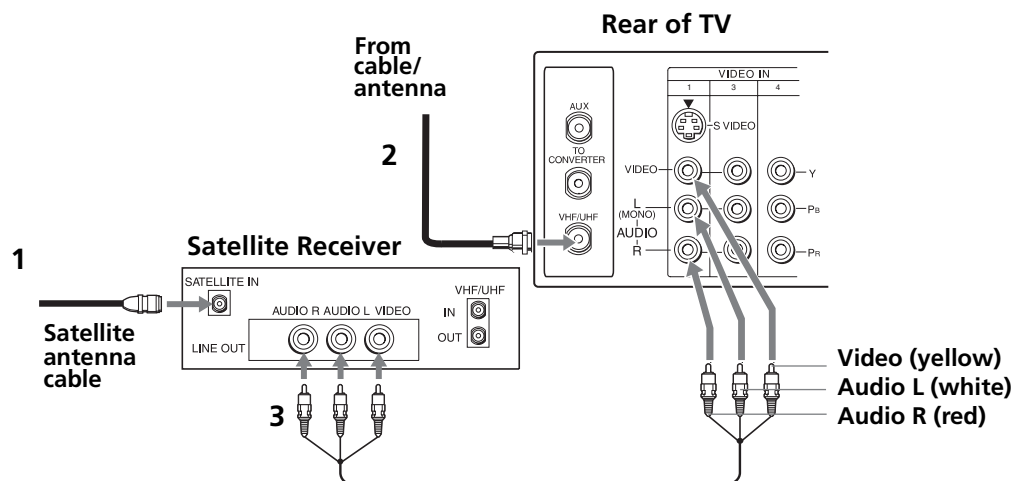 Rear of TV
From
cable/
antenna
2
VIDEO IN
1 3 4
AUX
S VIDEO
TO
CONVERTER
VIDEO
Y
VHF/UHF
L
(MONO)
AUDIO
R
PB
PR
1
Satellite Receiver
SATELLITE IN
VHF/UHF
AUDIO R AUDIO L VIDEO
IN
OUT
LINE OUT
Satellite
antenna
cable
3
Video (yellow)
Audio L (white)
Audio R (red)